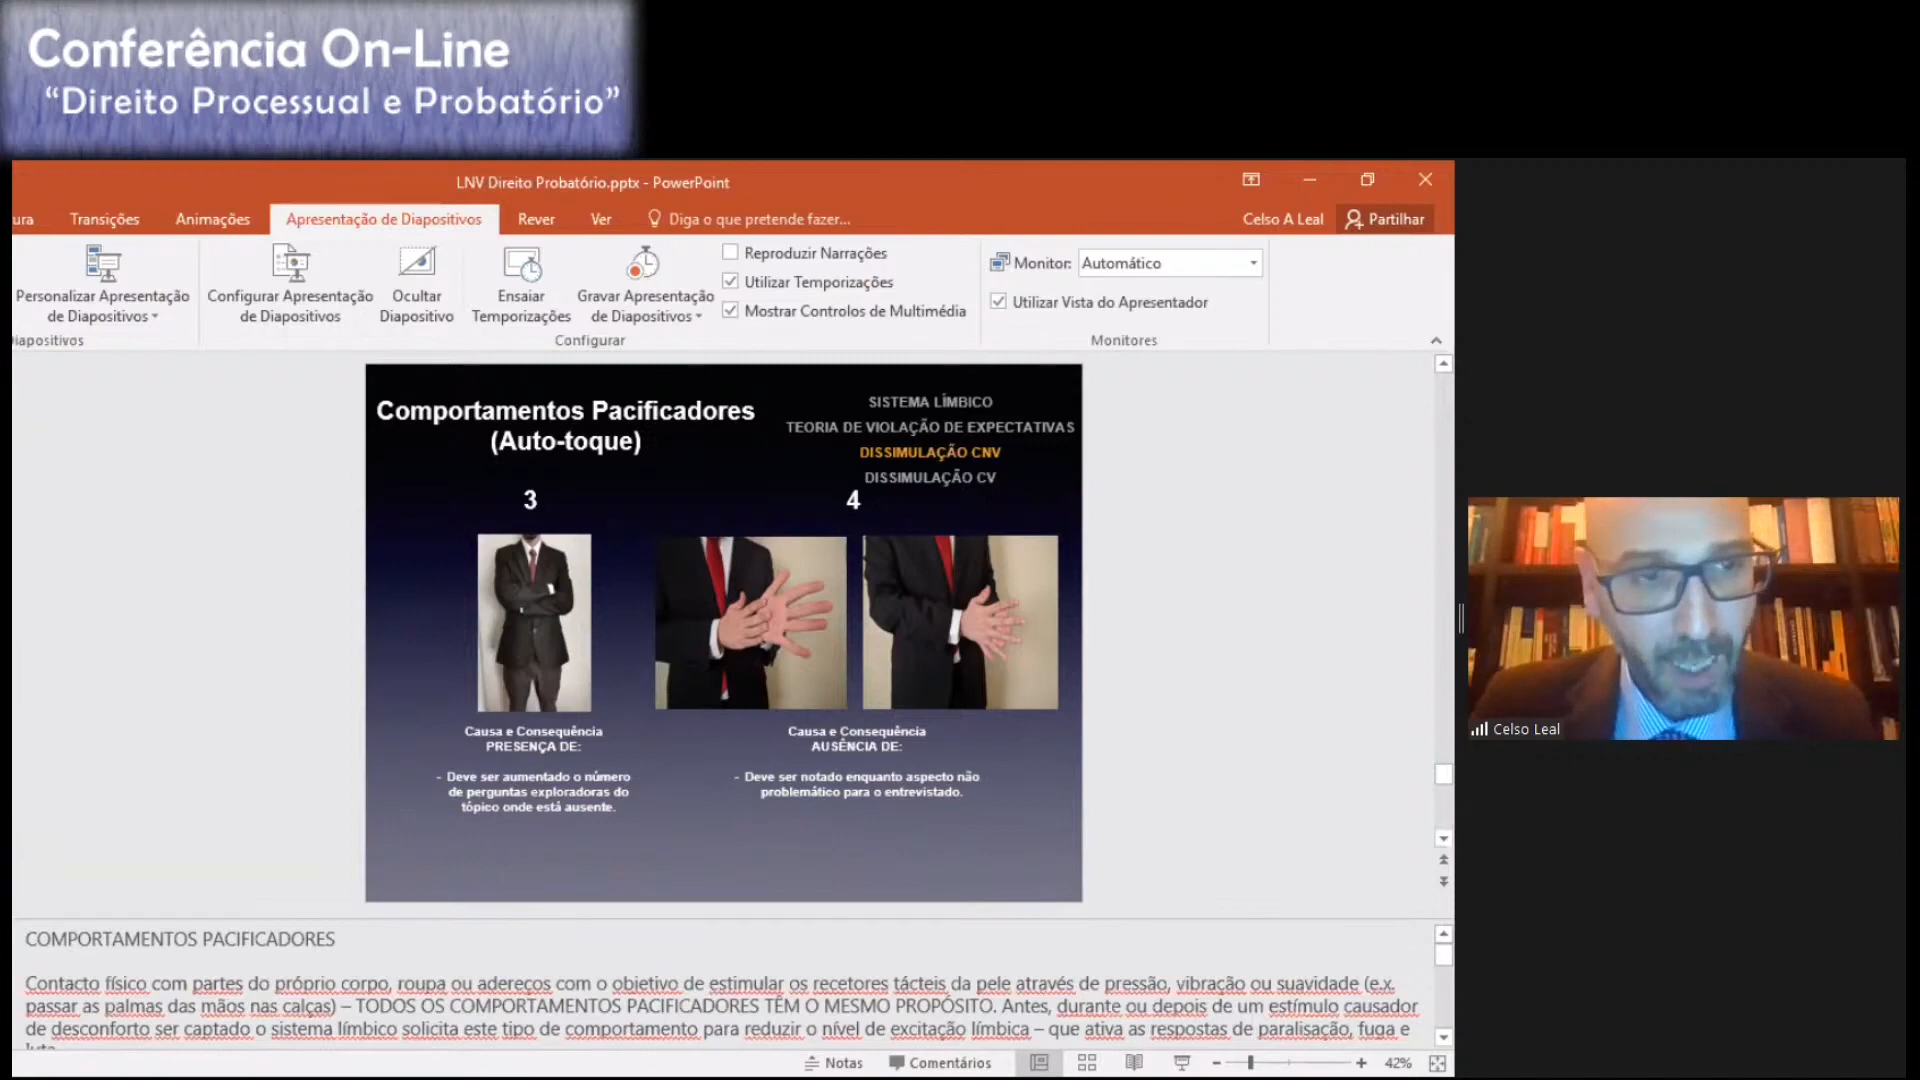 Conferência On-Line
“Direito Processual e Probatório”
LNV Direito Probatório.pptx - PowerPoint
ura Transições Animações Apresentação de Diapositivos Rever Ver Diga o que pretende fazer... Celso A Leal Partilhar
Personalizar Apresentação de Diapositivos
Configurar Apresentação de Diapositivos
Ocultar Diapositivo
Ensaiar Temporizações
Gravar Apresentação de Diapositivos
Reproduzir Narrações
Utilizar Temporizações
Mostrar Controlos de Multimédia
Monitor: Automático
Utilizar Vista do Apresentador
iapositivos Configurar Monitores
Comportamentos Pacificadores
(Auto-toque)
SISTEMA LÍMBICO
TEORIA DE VIOLAÇÃO DE EXPECTATIVAS
DISSIMULAÇÃO CNV
DISSIMULAÇÃO CV
3
4
Causa e Consequência
PRESENÇA DE:
- Deve ser aumentado o número
de perguntas exploradoras do
tópico onde está ausente.
Causa e Consequência
AUSÊNCIA DE:
- Deve ser notado enquanto aspecto não
problemático para o entrevistado.
Celso Leal
COMPORTAMENTOS PACIFICADORES
Contacto físico com partes do próprio corpo, roupa ou adereços com o objetivo de estimular os recetores tácteis da pele através de pressão, vibração ou suavidade (e.x.
passar as palmas das mãos nas calças) – TODOS OS COMPORTAMENTOS PACIFICADORES TÊM O MESMO PROPÓSITO. Antes, durante ou depois de um estímulo causador
de desconforto ser captado o sistema límbico solicita este tipo de comportamento para reduzir o nível de excitação límbica – que ativa as respostas de paralisação, fuga e
Notas Comentários 42%